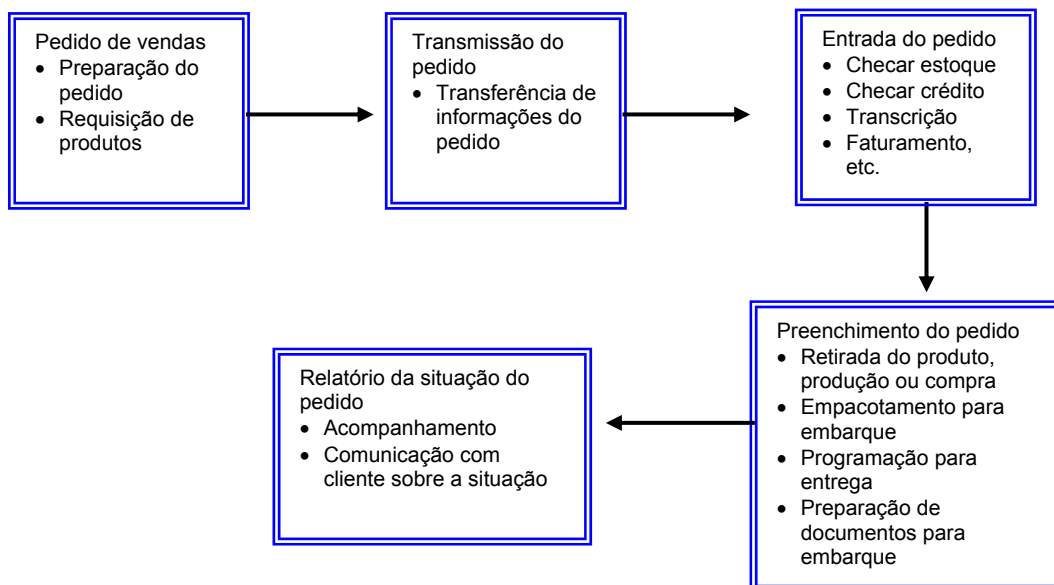 Pedido de vendas
• Preparação do
pedido
• Requisição de
produtos
Transmissão do
pedido
• Transferência de
informações do
pedido
Entrada do pedido
• Checar estoque
• Checar crédito
• Transcrição
• Faturamento,
etc.
Preenchimento do pedido
• Retirada do produto,
produção ou compra
• Empacotamento para
embarque
• Programação para
entrega
• Preparação de
documentos para
embarque
Relatório da situação do
pedido
• Acompanhamento
• Comunicação com
cliente sobre a situação